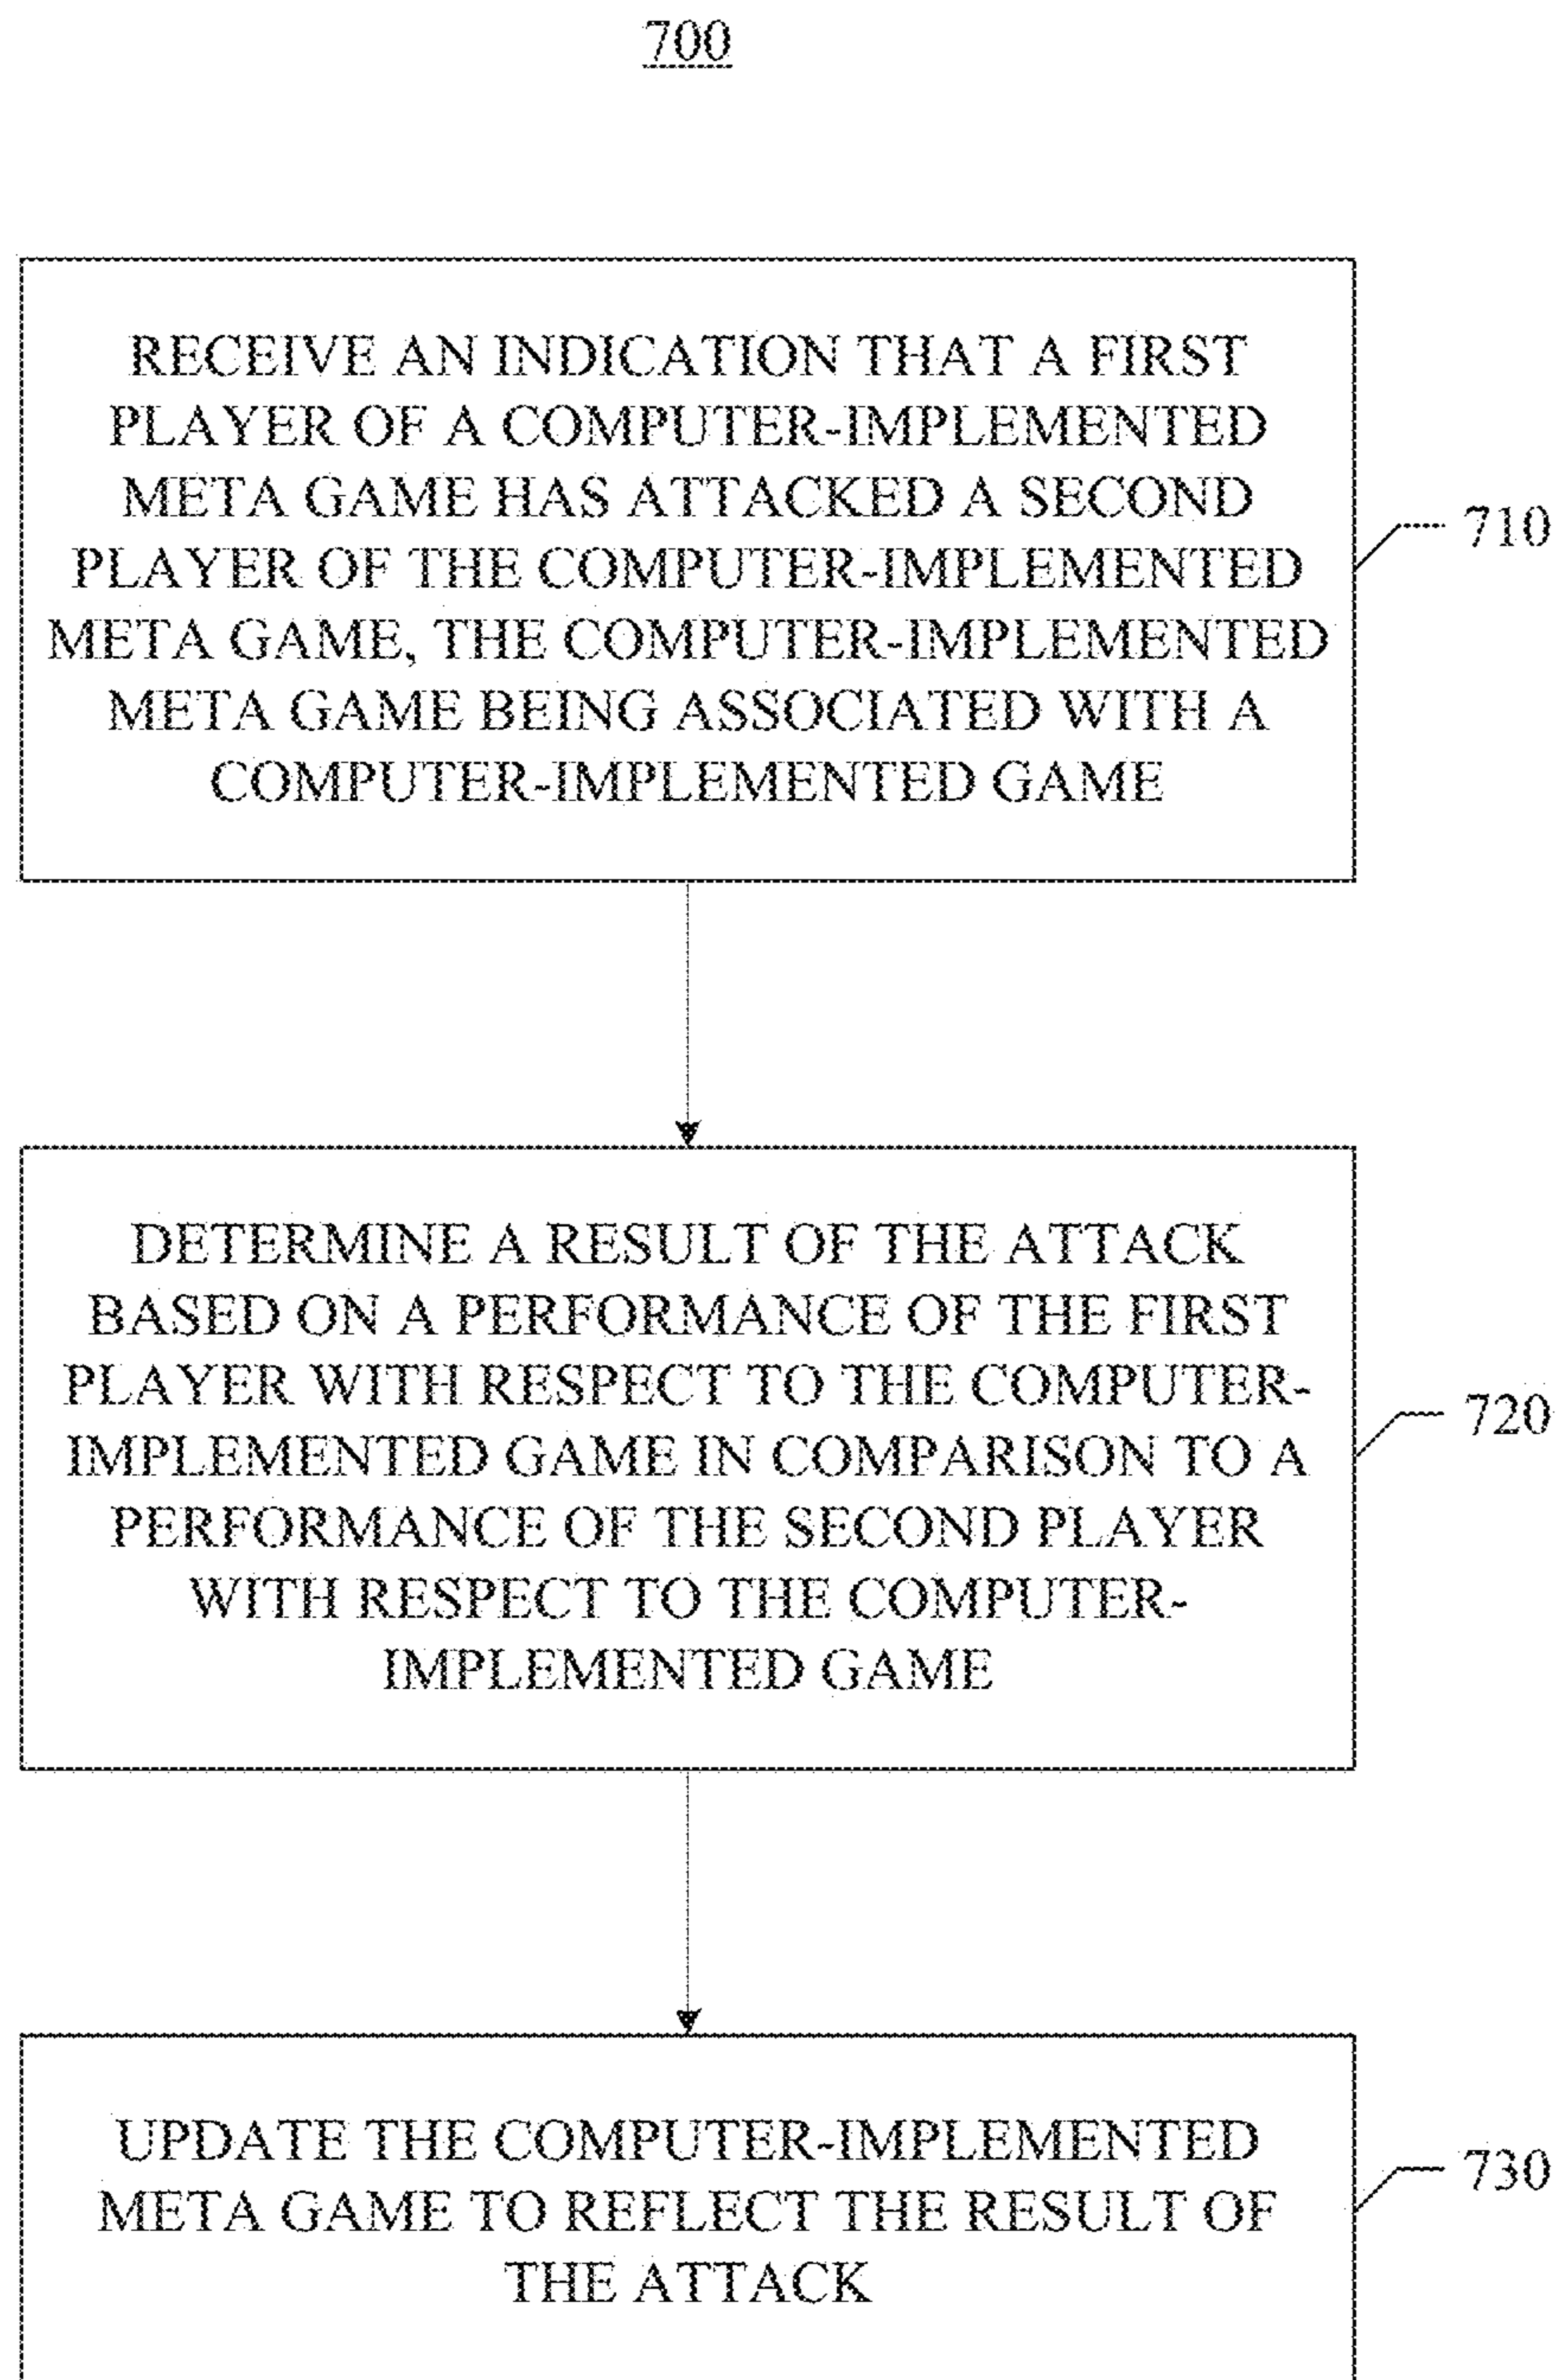 700
RECEIVE AN INDICATION THAT A FIRST
PLAYER OF A COMPUTER-IMPLEMENTED
META GAME HAS ATTACKED A SECOND
PLAYER OF THE COMPUTER-IMPLEMENTED
META GAME, THE COMPUTER-IMPLEMENTED
META GAME BEING ASSOCIATED WITH A
COMPUTER-IMPLEMENTED GAME
710
DETERMINE A RESULT OF THE ATTACK
BASED ON A PERFORMANCE OF THE FIRST
PLAYER WITH RESPECT TO THE COMPUTER-
IMPLEMENTED GAME IN COMPARISON TO A
PERFORMANCE OF THE SECOND PLAYER
WITH RESPECT TO THE COMPUTER-
IMPLEMENTED GAME
720
UPDATE THE COMPUTER-IMPLEMENTED
META GAME TO REFLECT THE RESULT OF
THE ATTACK
730